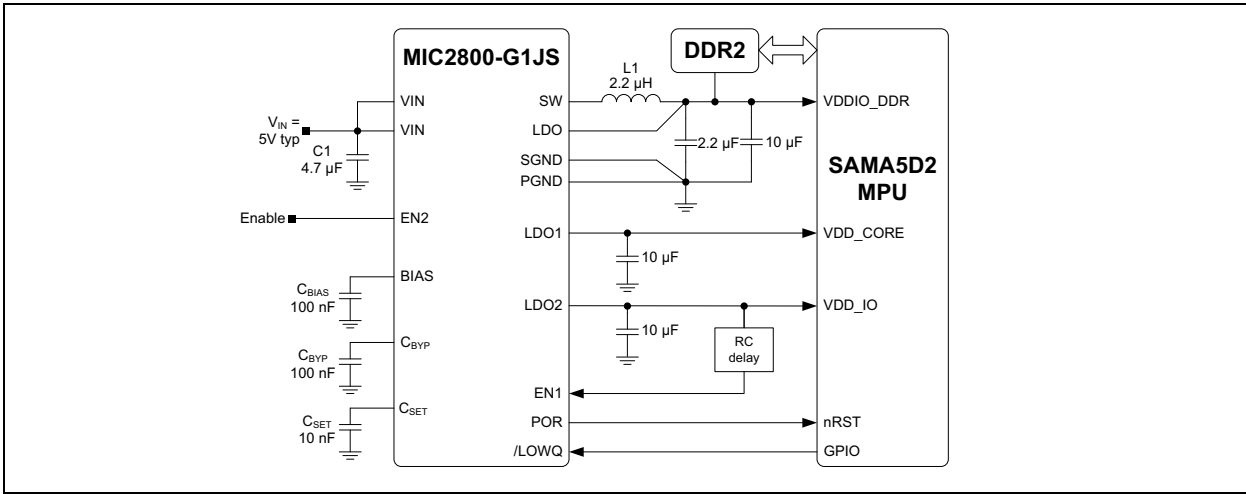 MIC2800-G1JS
DDR2
SAMA5D2
MPU
V_IN =
5V typ
C1
4.7 µF
VIN
VIN
Enable
EN2
BIAS
C_BIAS
100 nF
C_BYP
C_BYP
100 nF
C_SET
C_SET
10 nF
SW
LDO
SGND
PGND
LDO1
LDO2
EN1
POR
/LOWQ
L1
2.2 µH
2.2 µF
10 µF
10 µF
10 µF
RC
delay
VDDIO_DDR
VDD_CORE
VDD_IO
nRST
GPIO